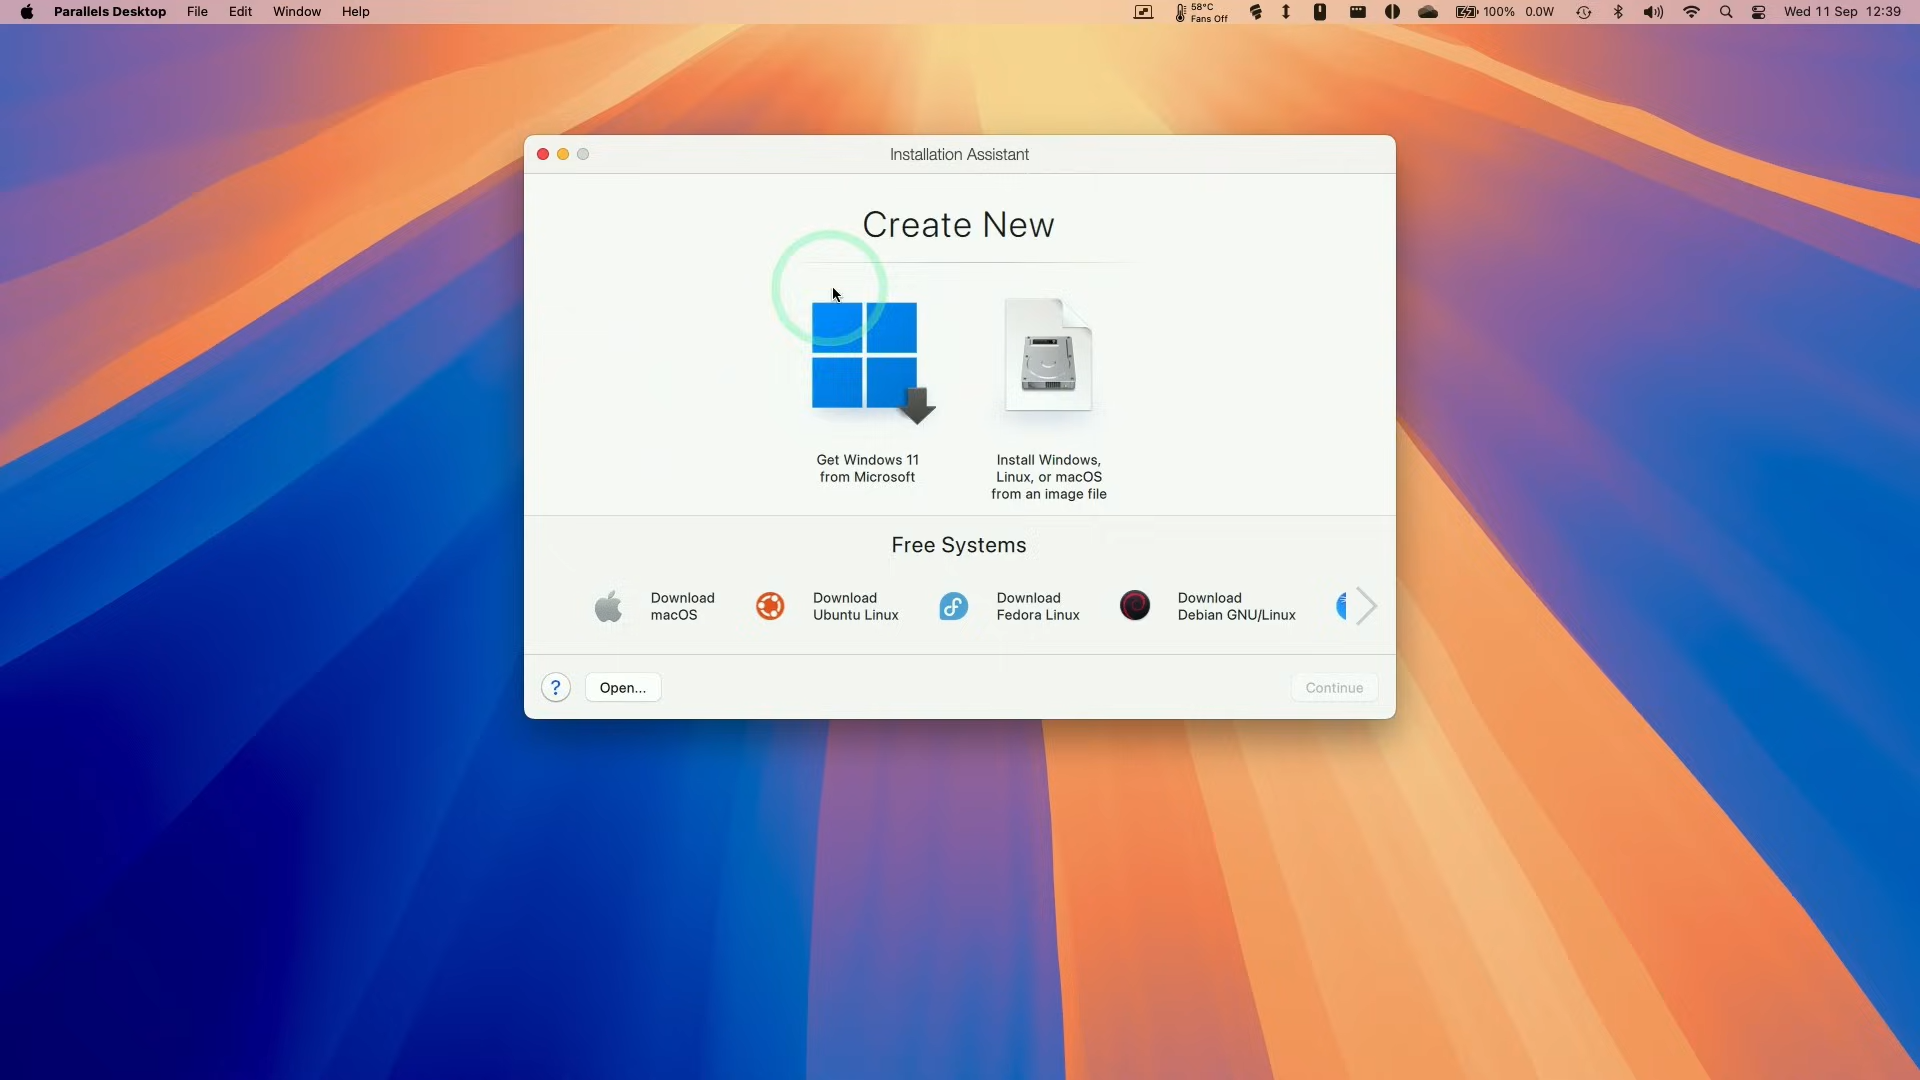 Parallels Desktop File Edit Window Help 58°C Fans Off 100% 0.0W Wed 11 Sep 12:39
Installation Assistant
Create New
Get Windows 11
from Microsoft
Install Windows,
Linux, or macOS
from an image file
Free Systems
Download
macOS
Download
Ubuntu Linux
Download
Fedora Linux
Download
Debian GNU/Linux
? Open... Continue